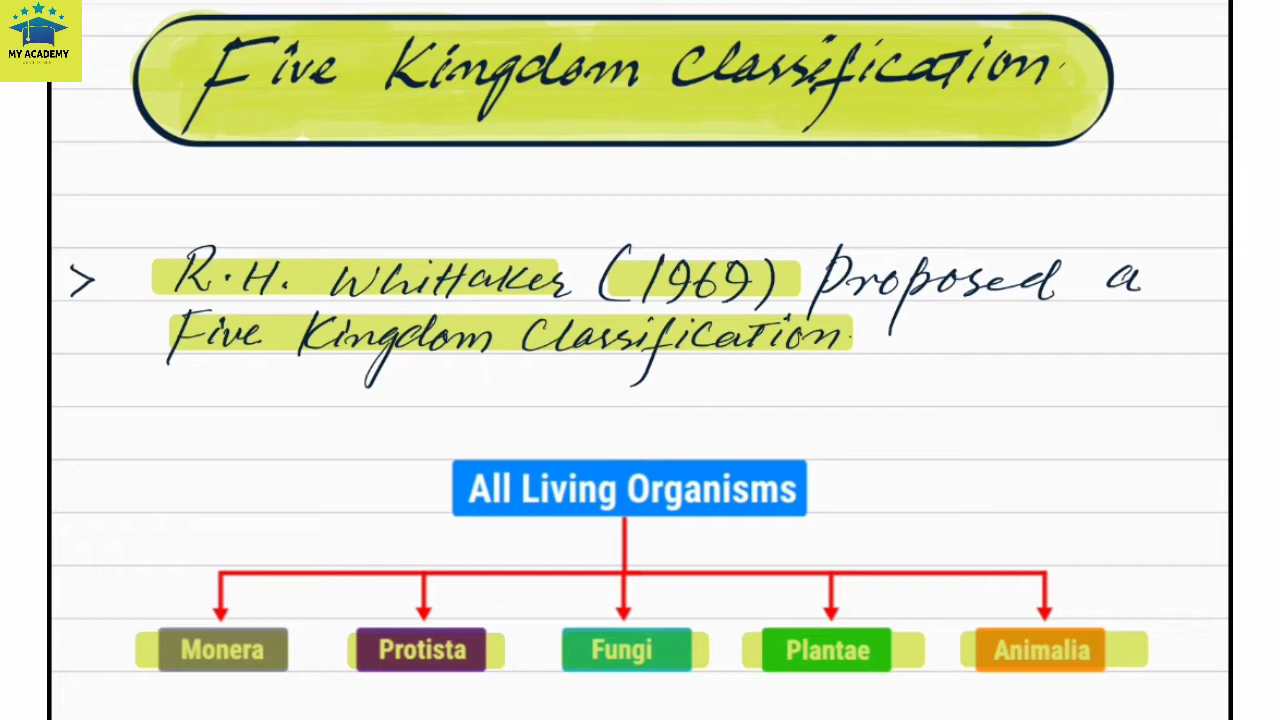 MY ACADEMY
Five Kingdom Classification
> R.H. Whittaker (1969) Proposed a
Five Kingdom Classification.
All Living Organisms
Monera Protista Fungi Plantae Animalia